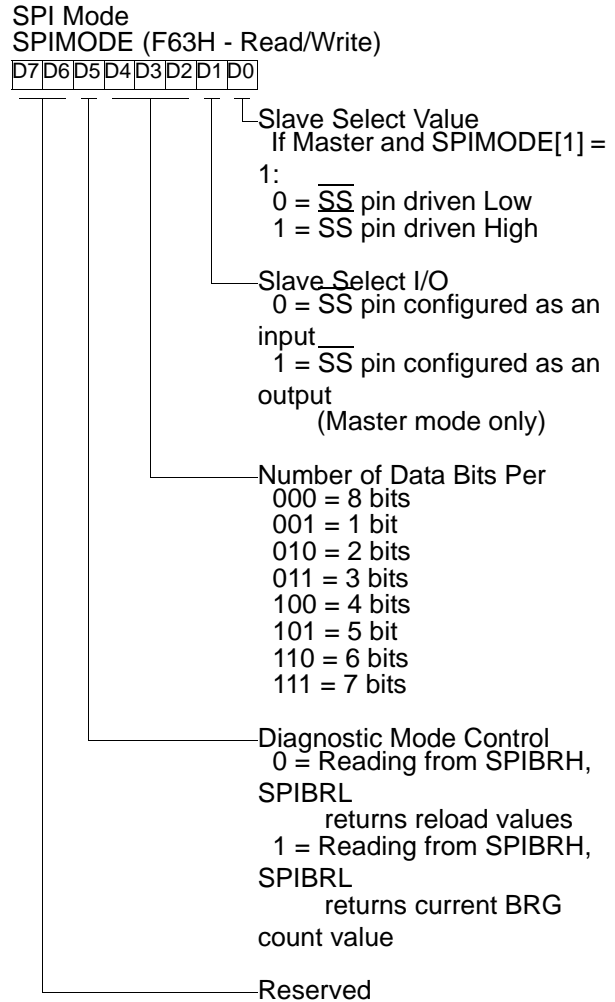 SPI Mode
SPIMODE (F63H - Read/Write)
D7 D6 D5 D4 D3 D2 D1 D0
Slave Select Value
If Master and SPIMODE[1] =
1:
0 = SS pin driven Low
1 = SS pin driven High
Slave Select I/O
0 = SS pin configured as an
input
1 = SS pin configured as an
output
(Master mode only)
Number of Data Bits Per
000 = 8 bits
001 = 1 bit
010 = 2 bits
011 = 3 bits
100 = 4 bits
101 = 5 bit
110 = 6 bits
111 = 7 bits
Diagnostic Mode Control
0 = Reading from SPIBRH,
SPIBRL
returns reload values
1 = Reading from SPIBRH,
SPIBRL
returns current BRG
count value
Reserved